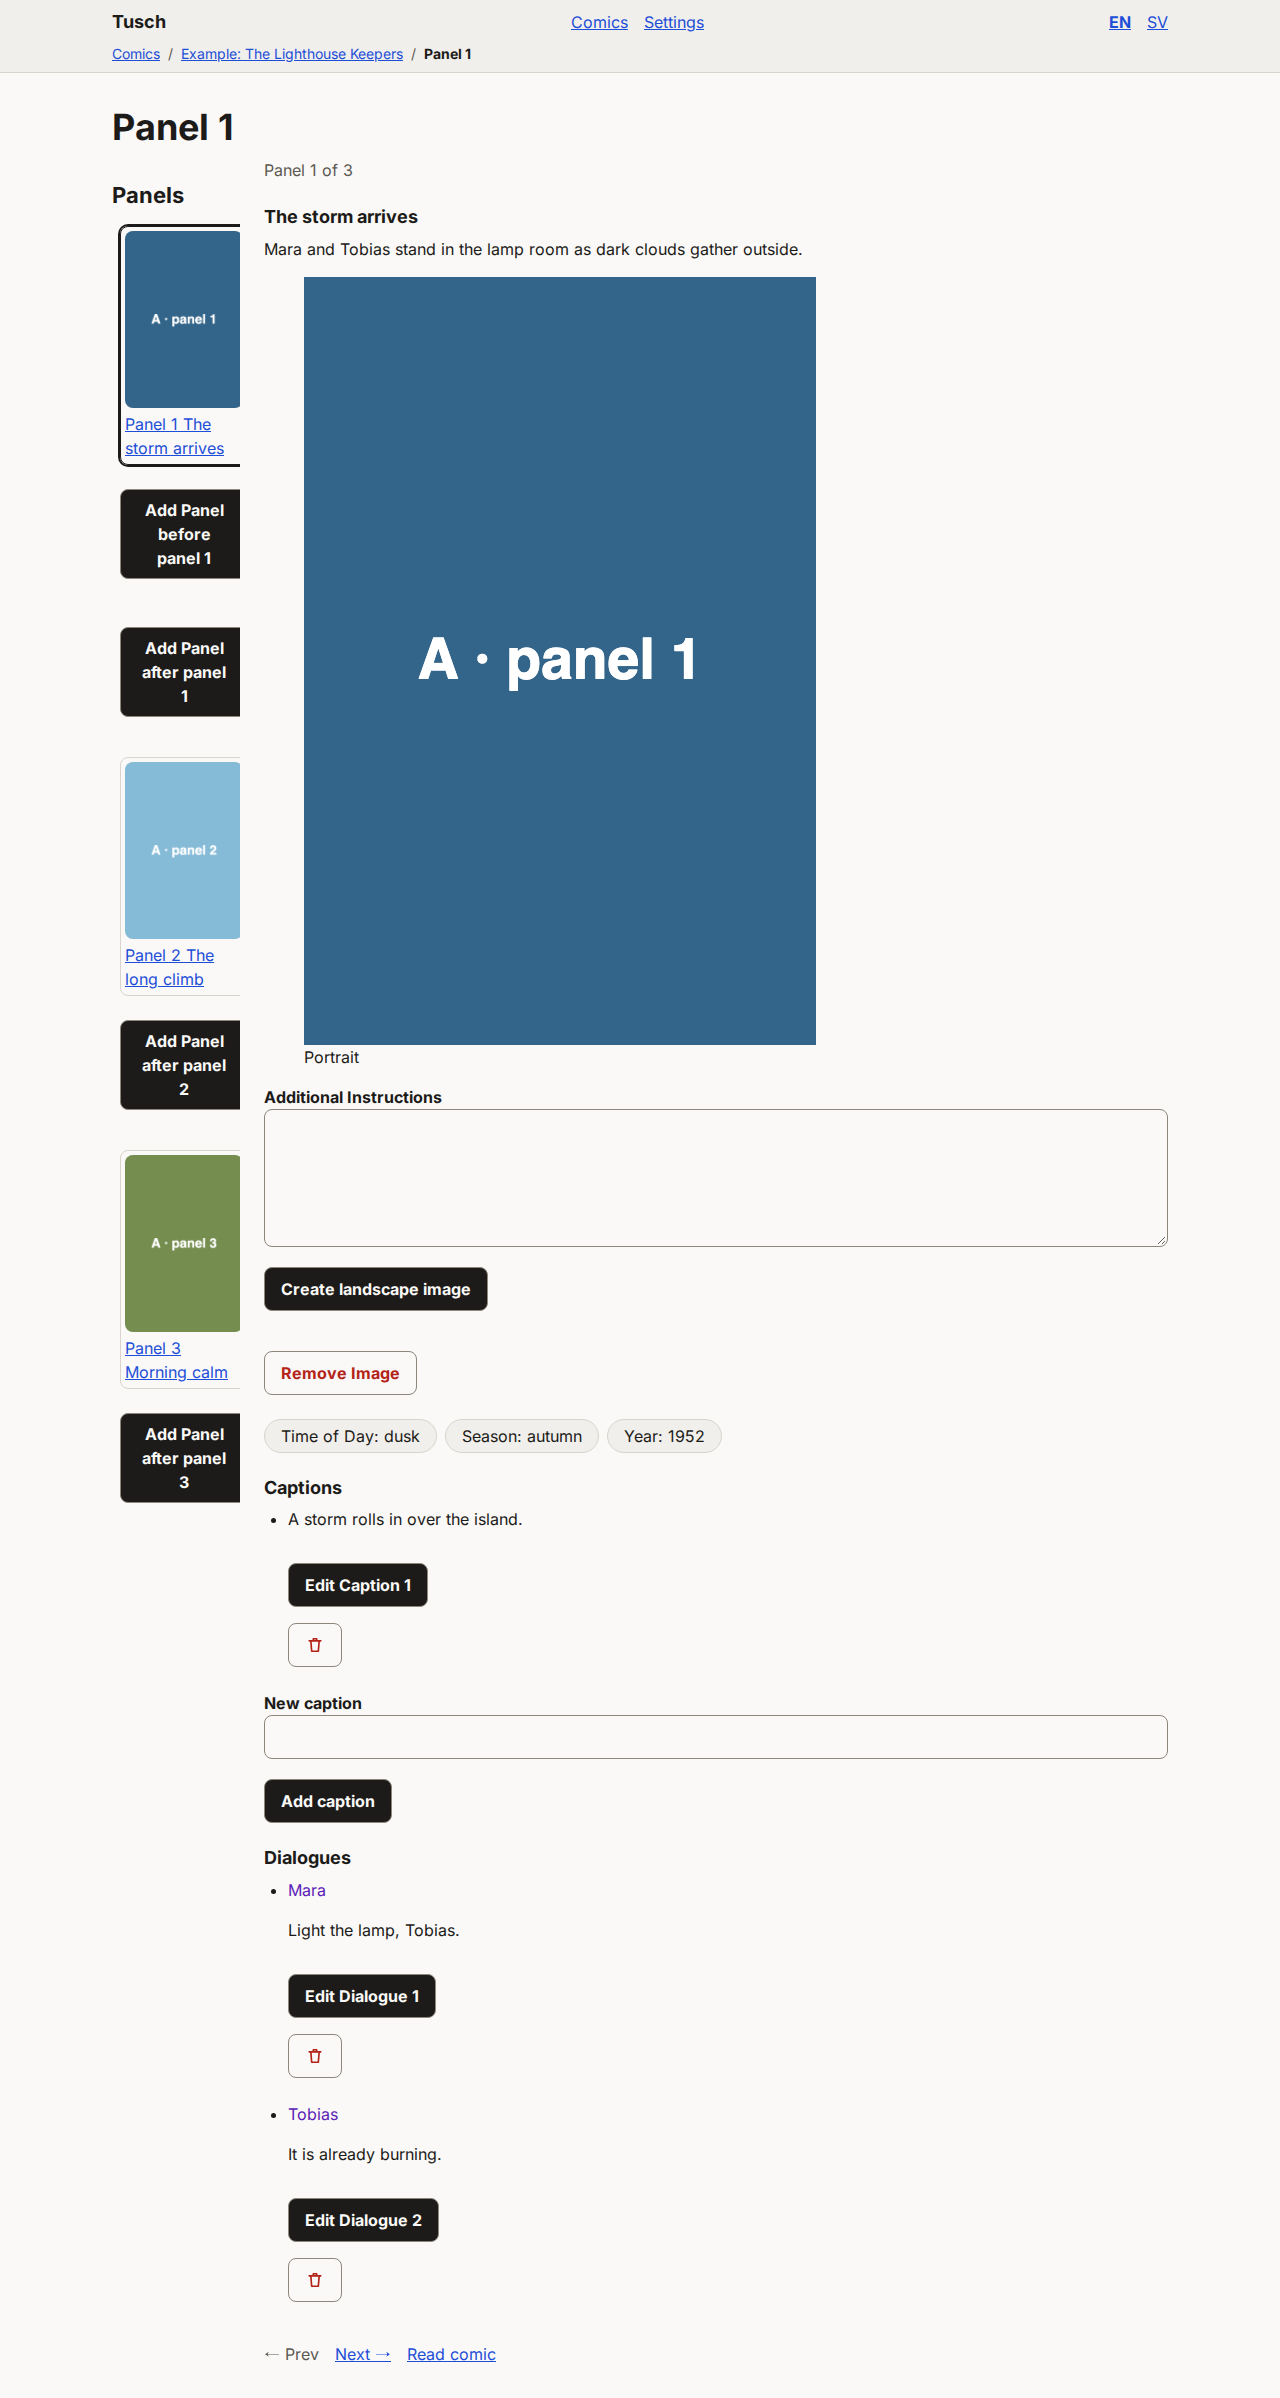 Tusch
Comics Settings
EN SV
Comics / Example: The Lighthouse Keepers / Panel 1
Panel 1
Panels
A · panel 1
Panel 1 The
storm arrives
Add Panel
before
panel 1
Add Panel
after panel
1
A · panel 2
Panel 2 The
long climb
Add Panel
after panel
2
A · panel 3
Panel 3
Morning calm
Add Panel
after panel
3
Panel 1 of 3
The storm arrives
Mara and Tobias stand in the lamp room as dark clouds gather outside.
A · panel 1
Portrait
Additional Instructions
Create landscape image
Remove Image
Time of Day: dusk
Season: autumn
Year: 1952
Captions
A storm rolls in over the island.
Edit Caption 1
New caption
Add caption
Dialogues
Mara
Light the lamp, Tobias.
Edit Dialogue 1
Tobias
It is already burning.
Edit Dialogue 2
← Prev Next → Read comic